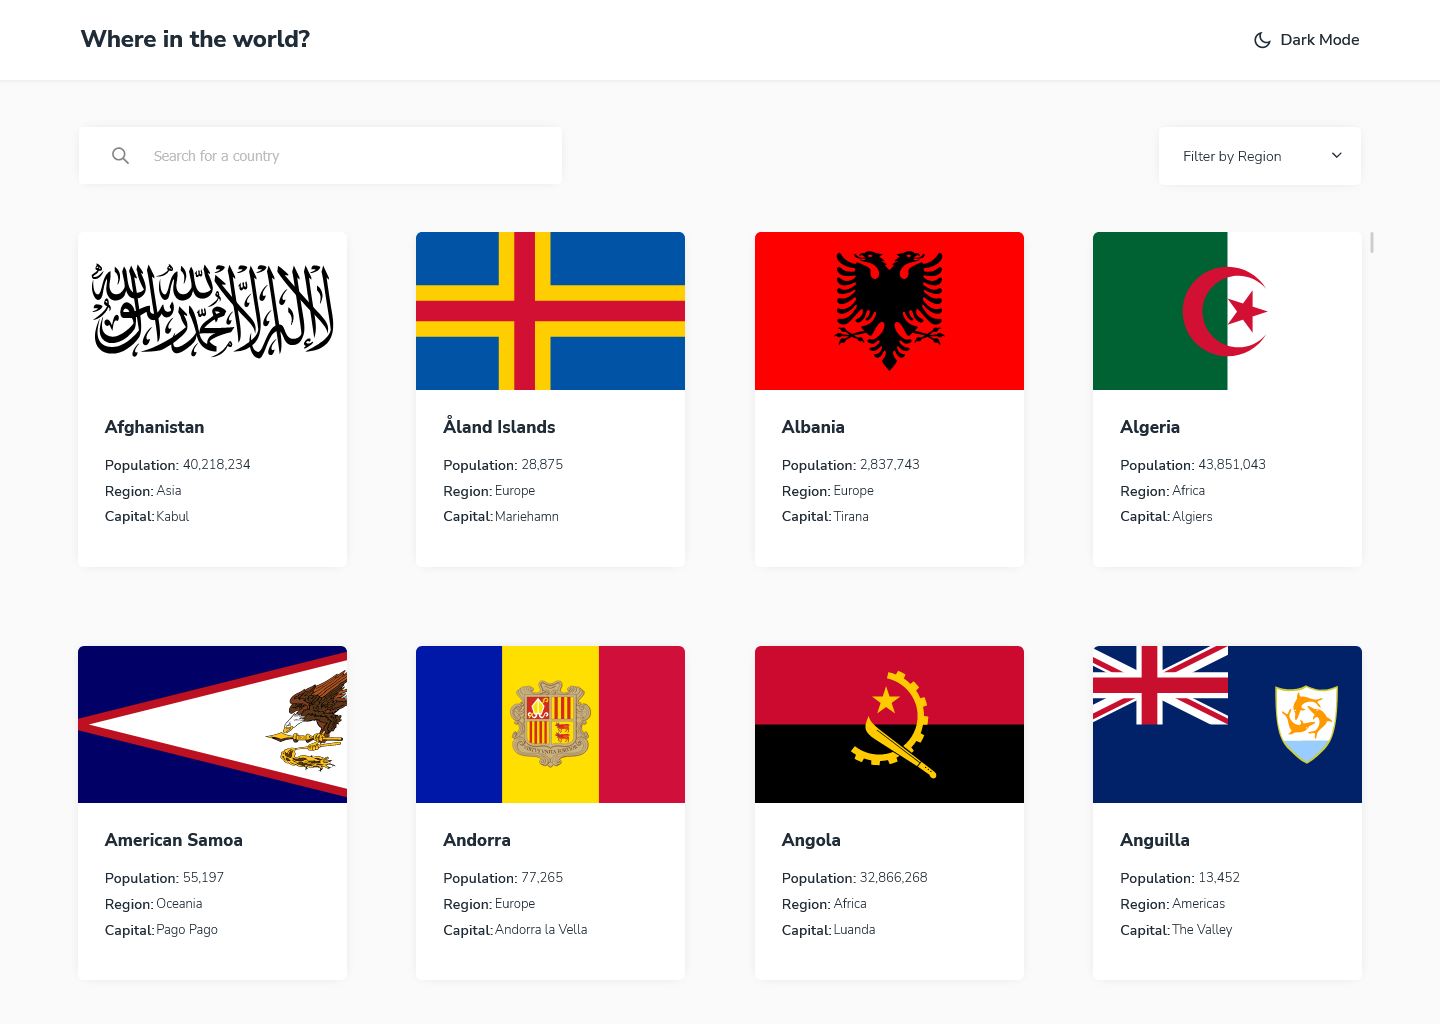 Where in the world?
Dark Mode
Search for a country
Filter by Region
لا إله إلا الله محمد رسول الله
Afghanistan
Population: 40,218,234
Region: Asia
Capital: Kabul
Åland Islands
Population: 28,875
Region: Europe
Capital: Mariehamn
Albania
Population: 2,837,743
Region: Europe
Capital: Tirana
Algeria
Population: 43,851,043
Region: Africa
Capital: Algiers
American Samoa
Population: 55,197
Region: Oceania
Capital: Pago Pago
Andorra
Population: 77,265
Region: Europe
Capital: Andorra la Vella
Angola
Population: 32,866,268
Region: Africa
Capital: Luanda
Anguilla
Population: 13,452
Region: Americas
Capital: The Valley